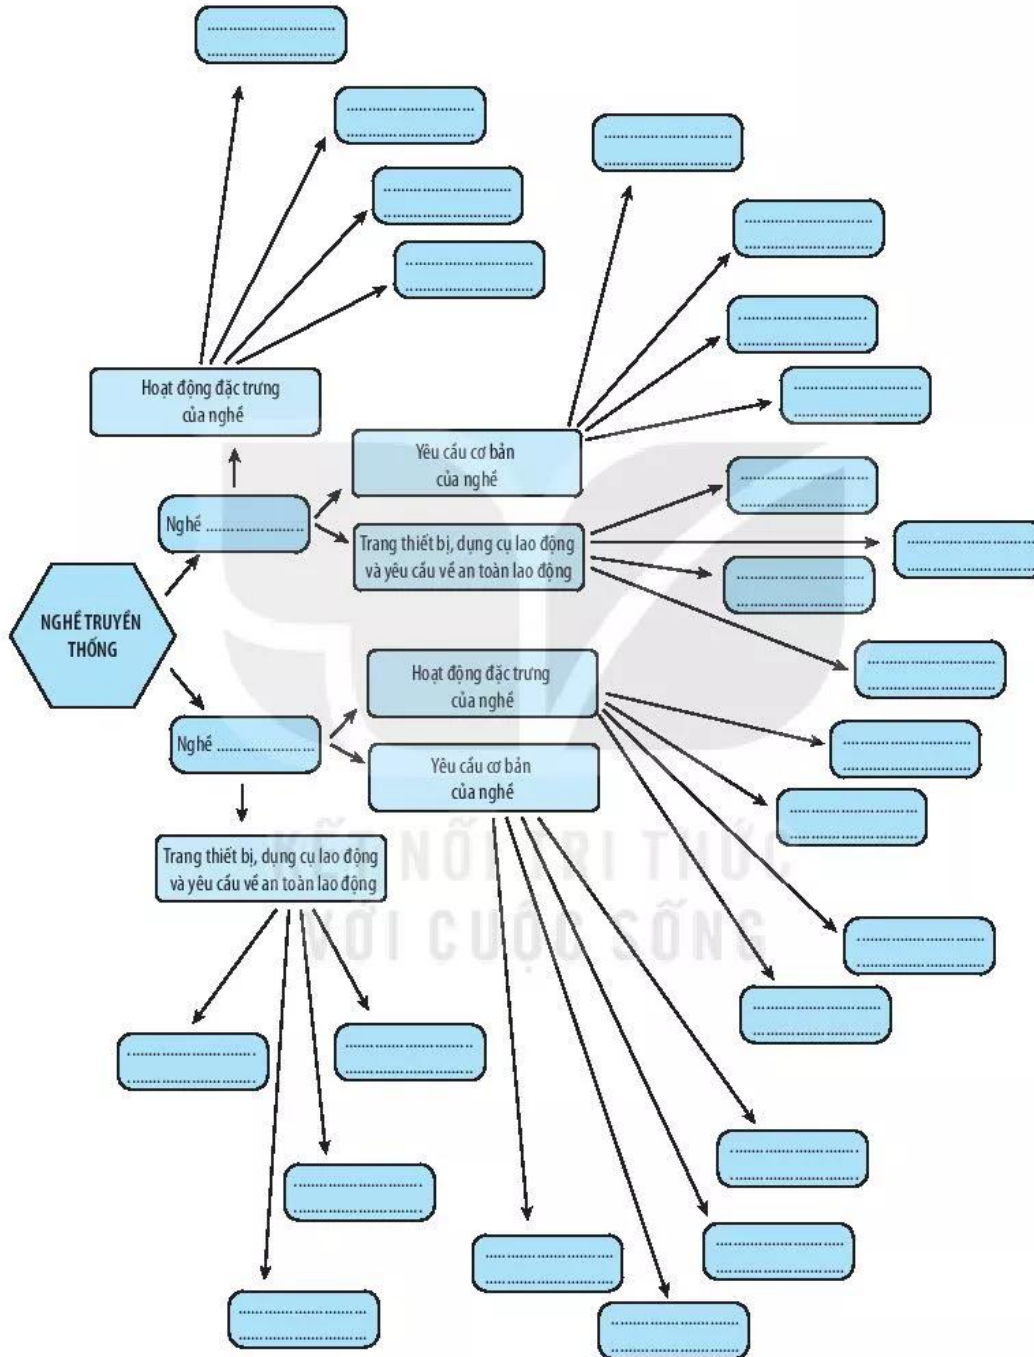 Hoạt động đặc trưng
của nghề
Yêu cầu cơ bản
của nghề
Nghề ........................
Trang thiết bị, dụng cụ lao động
và yêu cầu về an toàn lao động
NGHỀ TRUYỀN
THỐNG
Hoạt động đặc trưng
của nghề
Nghề ........................
Yêu cầu cơ bản
của nghề
Trang thiết bị, dụng cụ lao động
và yêu cầu về an toàn lao động
KẾT NỐI TRI THỨC
VỚI CUỘC SỐNG